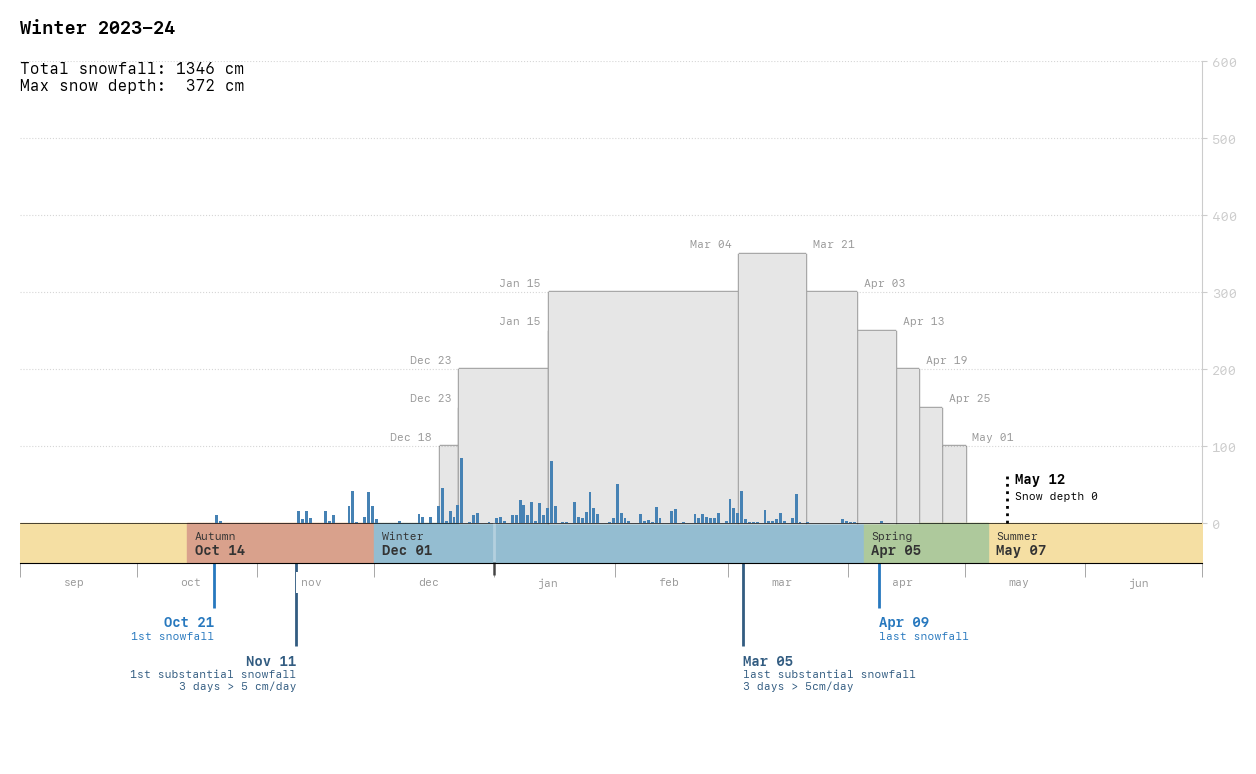 Winter 2023–24
Total snowfall: 1346 cm
Max snow depth:  372 cm
600
500
400
Mar 04
Mar 21
300
Jan 15
Apr 03
Jan 15
Apr 13
200
Dec 23
Apr 19
Dec 23
Apr 25
100
Dec 18
May 01
May 12
Snow depth 0
0
Autumn
Oct 14
Winter
Dec 01
Spring
Apr 05
Summer
May 07
sep oct nov dec jan feb mar apr may jun
Oct 21
1st snowfall
Apr 09
last snowfall
Nov 11
1st substantial snowfall
3 days > 5 cm/day
Mar 05
last substantial snowfall
3 days > 5cm/day